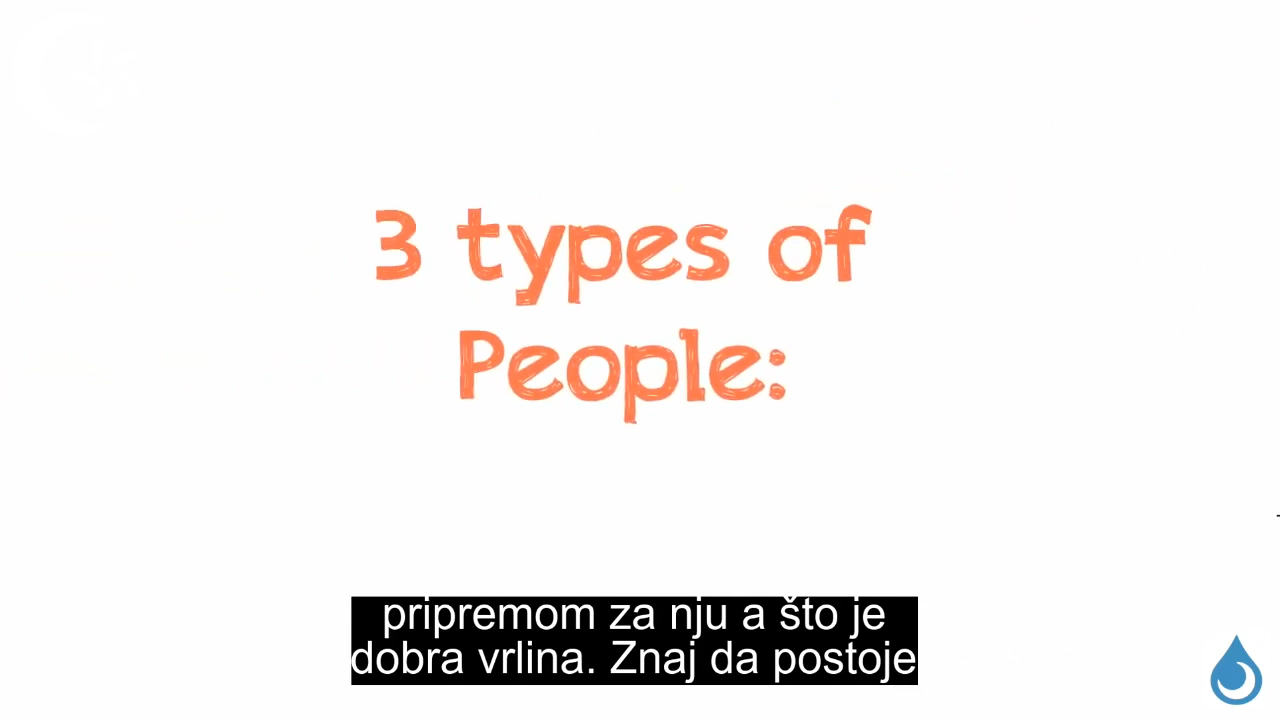 3 types of
People:
pripremom za nju a što je
dobra vrlina. Znaj da postoje